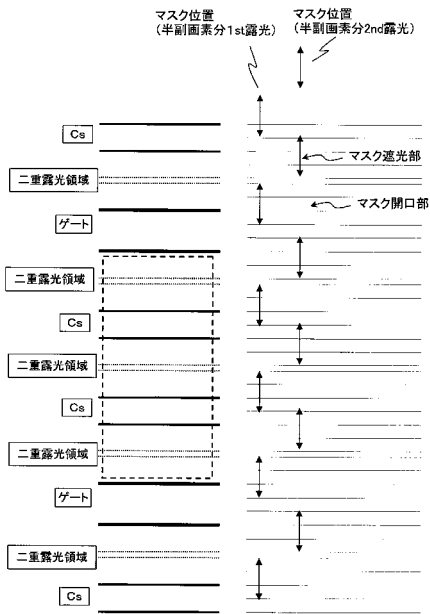 マスク位置
(半副画素分1st露光)
マスク位置
(半副画素分2nd露光)
Cs
マスク遮光部
二重露光領域
マスク開口部
ゲート
二重露光領域
Cs
二重露光領域
Cs
二重露光領域
ゲート
二重露光領域
Cs